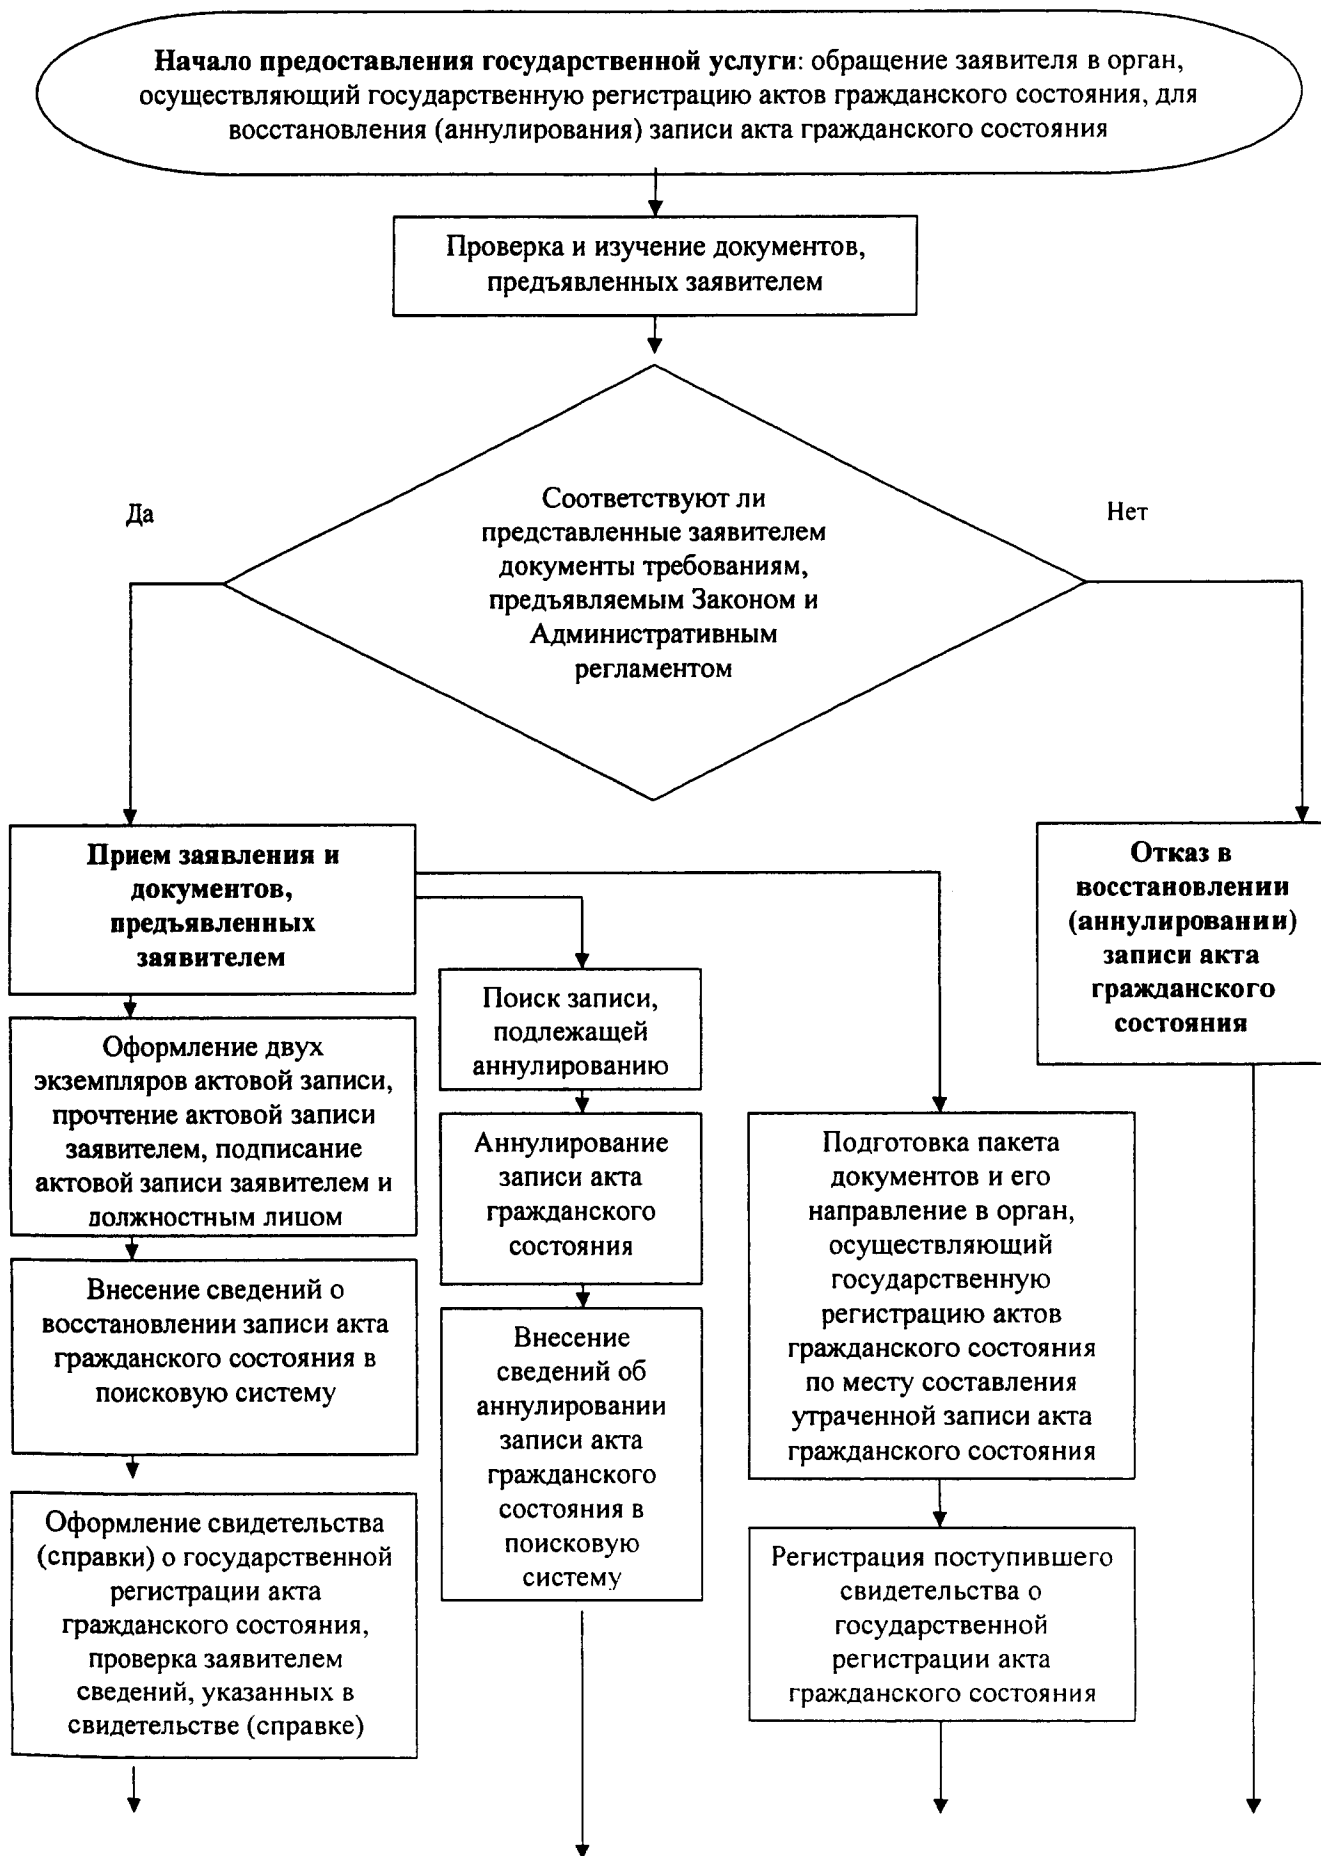 Начало предоставления государственной услуги: обращение заявителя в орган,
осуществляющий государственную регистрацию актов гражданского состояния, для
восстановления (аннулирования) записи акта гражданского состояния
Проверка и изучение документов,
предъявленных заявителем
Да
Соответствуют ли
представленные заявителем
документы требованиям,
предъявляемым Законом и
Административным
регламентом
Нет
Прием заявления и
документов,
предъявленных
заявителем
Оформление двух
экземпляров актовой записи,
прочтение актовой записи
заявителем, подписание
актовой записи заявителем и
должностным лицом
Внесение сведений о
восстановлении записи акта
гражданского состояния в
поисковую систему
Оформление свидетельства
(справки) о государственной
регистрации акта
гражданского состояния,
проверка заявителем
сведений, указанных в
свидетельстве (справке)
Поиск записи,
подлежащей
аннулированию
Аннулирование
записи акта
гражданского
состояния
Внесение
сведений об
аннулировании
записи акта
гражданского
состояния в
поисковую
систему
Подготовка пакета
документов и его
направление в орган,
осуществляющий
государственную
регистрацию актов
гражданского состояния
по месту составления
утраченной записи акта
гражданского состояния
Регистрация поступившего
свидетельства о
государственной
регистрации акта
гражданского состояния
Отказ в
восстановлении
(аннулировании)
записи акта
гражданского
состояния